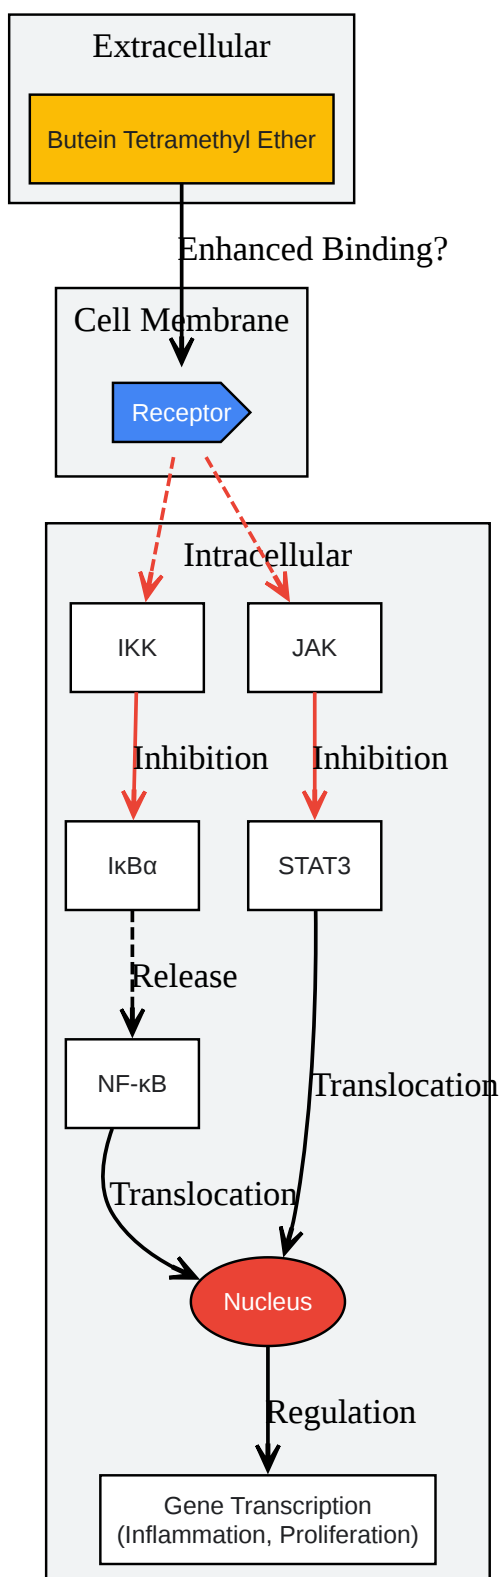 Extracellular
Butein Tetramethyl Ether
Enhanced Binding?
Cell Membrane
Receptor
Intracellular
IKK
JAK
Inhibition
Inhibition
IκBα
STAT3
Release
NF-κB
Translocation
Translocation
Nucleus
Regulation
Gene Transcription
(Inflammation, Proliferation)